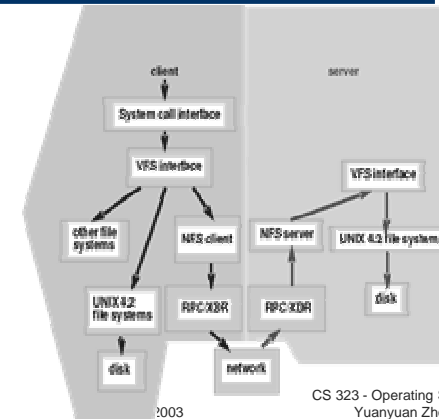 client
server
System call interface
VFS interface
VFS interface
other file
systems
NFS client
NFS server
UNIX 4.2 file systems
UNIX 4.2
file systems
RPC/XDR
RPC/XDR
disk
disk
network
2003
CS 323 - Operating
Yuanyuan Zho